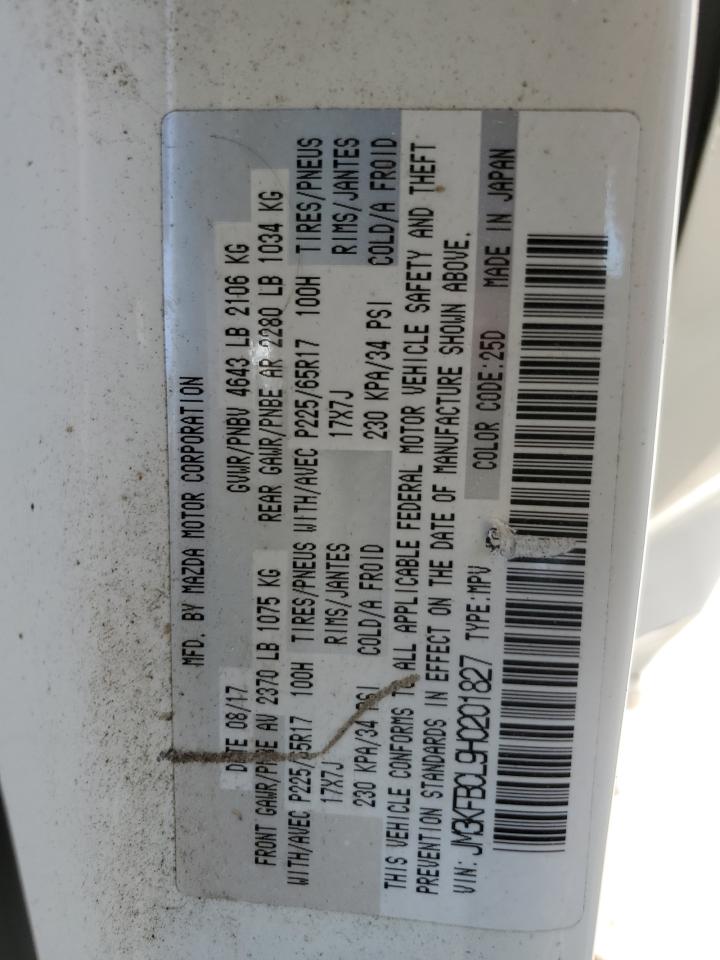 MFD. BY MAZDA MOTOR CORPORATION
DATE 08/17 GVWR/PNBV 4643 LB 2106 KG
FRONT GAWR/PNBE AV 2370 LB 1075 KG REAR GAWR/PNBE AR 2280 LB 1034 KG
WITH/AVEC P225/65R17 100H TIRES/PNEUS WITH/AVEC P225/65R17 100H TIRES/PNEUS
17X7J RIMS/JANTES 17X7J RIMS/JANTES
230 KPA/34 PSI COLD/A FROID 230 KPA/34 PSI COLD/A FROID
THIS VEHICLE CONFORMS TO ALL APPLICABLE FEDERAL MOTOR VEHICLE SAFETY AND THEFT
PREVENTION STANDARDS IN EFFECT ON THE DATE OF MANUFACTURE SHOWN ABOVE.
VIN: JM3KFBCL9H0201827 TYPE:MPV COLOR CODE:25D MADE IN JAPAN